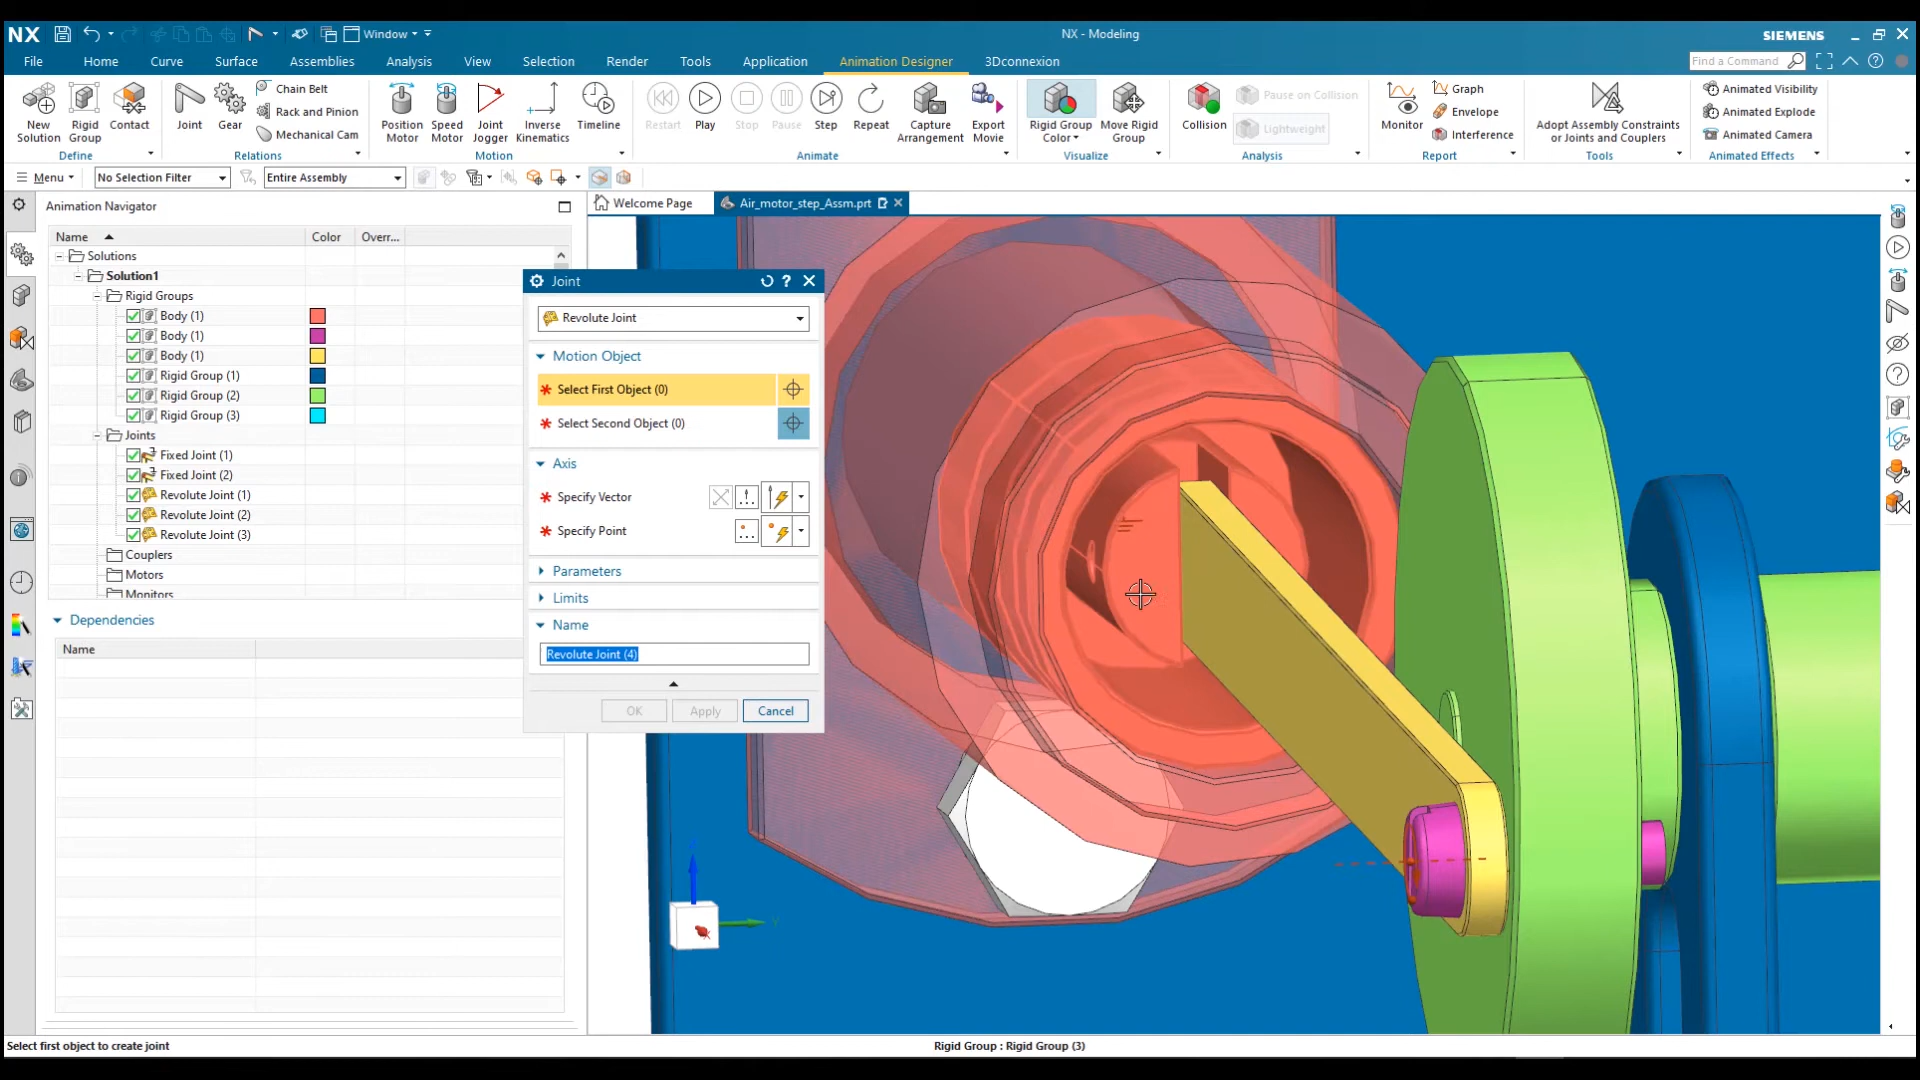 NX
Window
NX - Modeling
SIEMENS
File Home Curve Surface Assemblies Analysis View Selection Render Tools Application Animation Designer 3Dconnexion
Find a Command
New Solution
Rigid Group
Contact
Define
Joint
Gear
Chain Belt
Rack and Pinion
Mechanical Cam
Relations
Position Motor
Speed Motor
Joint Jogger
Inverse Kinematics
Timeline
Motion
Restart
Play
Stop
Pause
Step
Repeat
Capture Arrangement
Export Movie
Animate
Rigid Group Color
Move Rigid Group
Visualize
Collision
Pause on Collision
Lightweight
Analysis
Monitor
Graph
Envelope
Interference
Report
Adopt Assembly Constraints or Joints and Couplers
Tools
Animated Visibility
Animated Explode
Animated Camera
Animated Effects
Menu
No Selection Filter
Entire Assembly
Animation Navigator
Welcome Page
Air_motor_step_Assm.prt
Name Color Overr...
Solutions
Solution1
Rigid Groups
Body (1)
Body (1)
Body (1)
Rigid Group (1)
Rigid Group (2)
Rigid Group (3)
Joints
Fixed Joint (1)
Fixed Joint (2)
Revolute Joint (1)
Revolute Joint (2)
Revolute Joint (3)
Couplers
Motors
Monitors
Dependencies
Name
Joint
Revolute Joint
Motion Object
* Select First Object (0)
* Select Second Object (0)
Axis
* Specify Vector
* Specify Point
Parameters
Limits
Name
Revolute Joint (4)
OK
Apply
Cancel
Select first object to create joint
Rigid Group : Rigid Group (3)